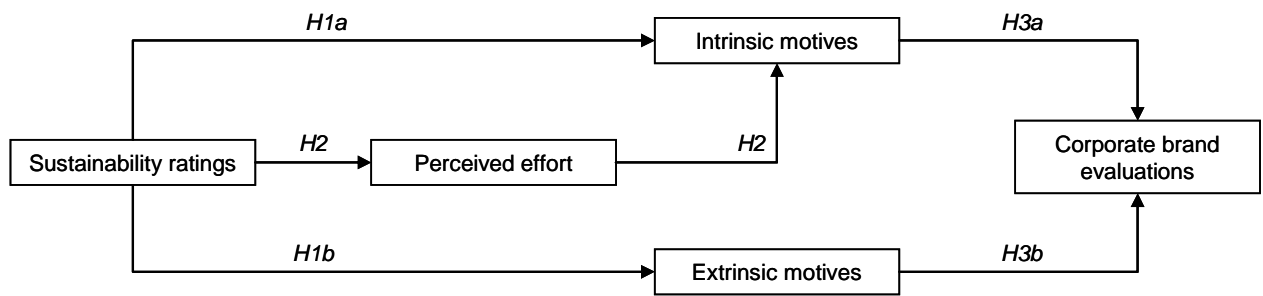 H1a
Intrinsic motives
H3a
Sustainability ratings
H2
Perceived effort
H2
Corporate brand
evaluations
H1b
Extrinsic motives
H3b